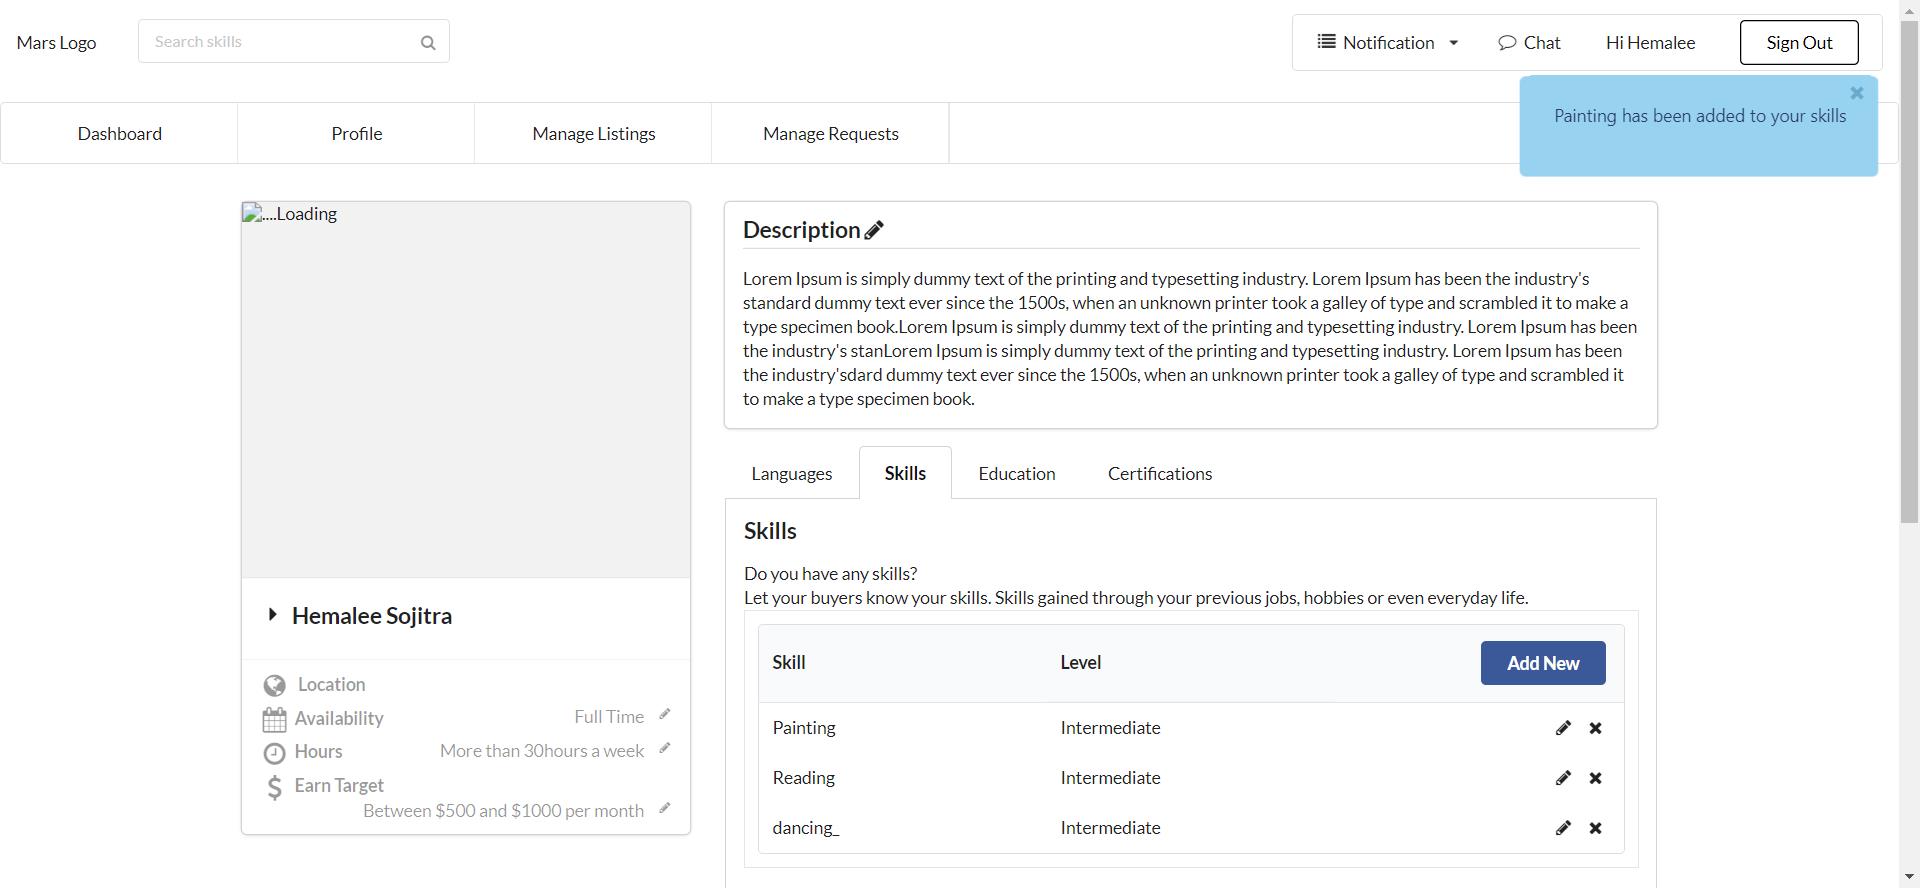 Mars Logo
Search skills
Notification
Chat
Hi Hemalee
Sign Out
Painting has been added to your skills
Dashboard
Profile
Manage Listings
Manage Requests
....Loading
Hemalee Sojitra
Location
Availability
Full Time
Hours
More than 30hours a week
Earn Target
Between $500 and $1000 per month
Description
Lorem Ipsum is simply dummy text of the printing and typesetting industry. Lorem Ipsum has been the industry's
standard dummy text ever since the 1500s, when an unknown printer took a galley of type and scrambled it to make a
type specimen book.Lorem Ipsum is simply dummy text of the printing and typesetting industry. Lorem Ipsum has been
the industry's stanLorem Ipsum is simply dummy text of the printing and typesetting industry. Lorem Ipsum has been
the industry'sdard dummy text ever since the 1500s, when an unknown printer took a galley of type and scrambled it
to make a type specimen book.
Languages
Skills
Education
Certifications
Skills
Do you have any skills?
Let your buyers know your skills. Skills gained through your previous jobs, hobbies or even everyday life.
Skill
Level
Add New
Painting
Intermediate
Reading
Intermediate
dancing_
Intermediate